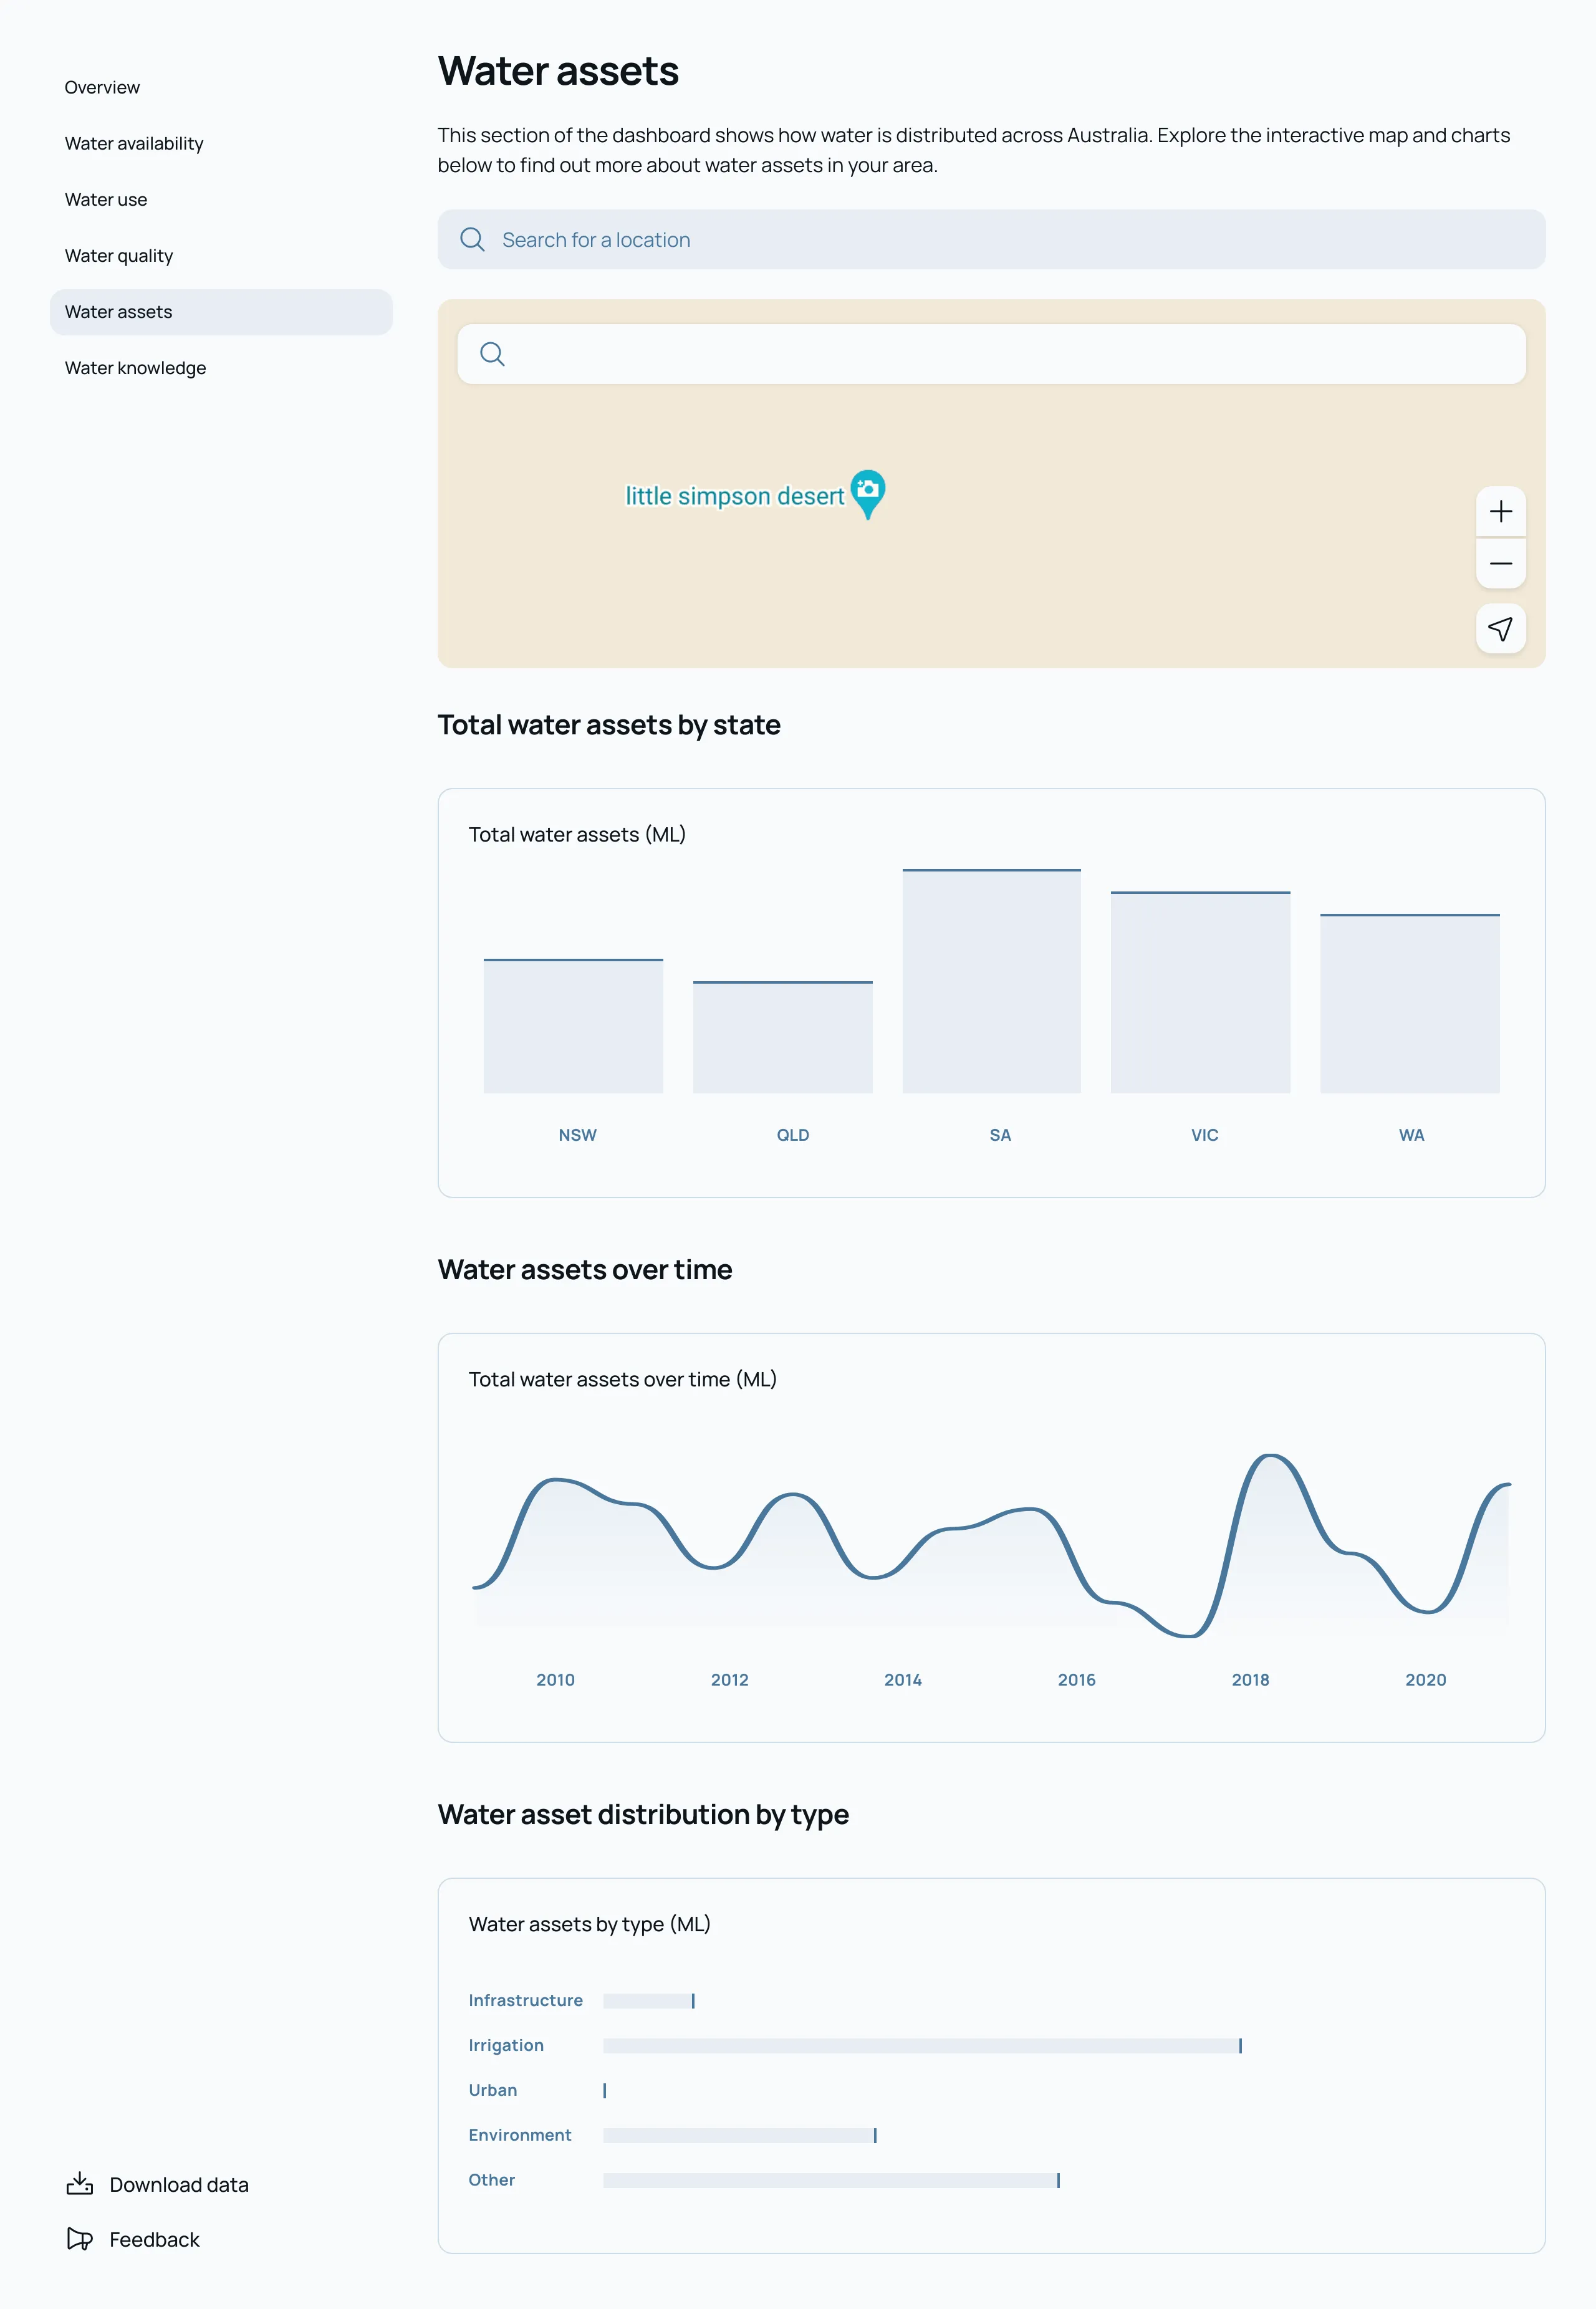 Overview
Water availability
Water use
Water quality
Water assets
Water knowledge
Download data
Feedback
Water assets
This section of the dashboard shows how water is distributed across Australia. Explore the interactive map and charts
below to find out more about water assets in your area.
Search for a location
little simpson desert
Total water assets by state
Total water assets (ML)
NSW QLD SA VIC WA
Water assets over time
Total water assets over time (ML)
2010 2012 2014 2016 2018 2020
Water asset distribution by type
Water assets by type (ML)
Infrastructure
Irrigation
Urban
Environment
Other